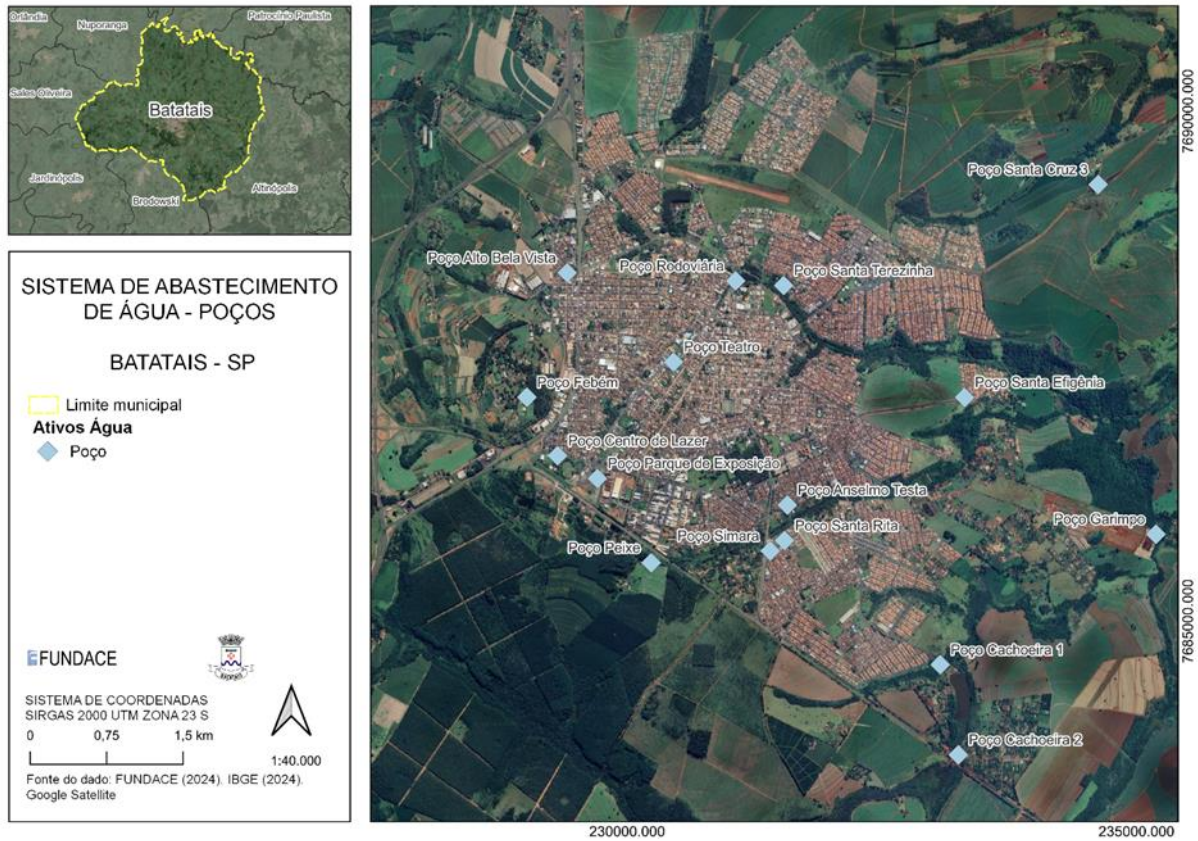 Orlândia
Nuporanga
Patrocínio Paulista
Sales Oliveira
Batatais
Jardinópolis
Brodowski
Altinópolis
SISTEMA DE ABASTECIMENTO
DE ÁGUA - POÇOS
BATATAIS - SP
Limite municipal
Ativos Água
Poço
FUNDACE
BATATAIS
SISTEMA DE COORDENADAS
SIRGAS 2000 UTM ZONA 23 S
0 0,75 1,5 km
1:40.000
Fonte do dado: FUNDACE (2024). IBGE (2024).
Google Satellite
Poço Santa Cruz 3
Poço Alto Bela Vista
Poço Rodoviária
Poço Santa Terezinha
Poço Teatro
Poço Febém
Poço Santa Efigênia
Poço Centro de Lazer
Poço Parque de Exposição
Poço Anselmo Testa
Poço Garimpo
Poço Simara
Poço Santa Rita
Poço Peixe
Poço Cachoeira 1
Poço Cachoeira 2
7690000.000
7685000.000
230000.000
235000.000